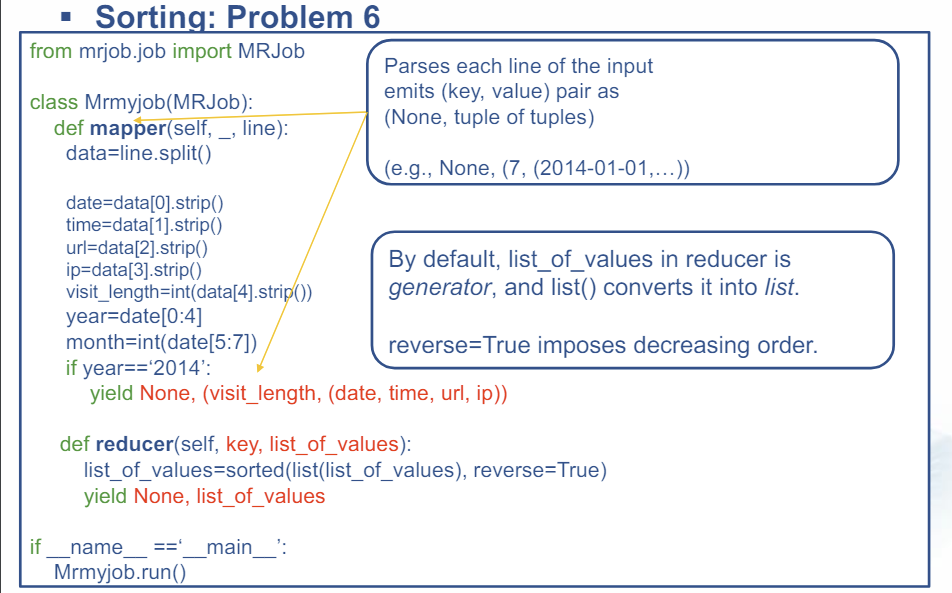 ▪ Sorting: Problem 6
from mrjob.job import MRJob
class Mrmyjob(MRJob):
def mapper(self, _, line):
data=line.split()
date=data[0].strip()
time=data[1].strip()
url=data[2].strip()
ip=data[3].strip()
visit_length=int(data[4].strip())
year=date[0:4]
month=int(date[5:7])
if year==‘2014’:
yield None, (visit_length, (date, time, url, ip))
def reducer(self, key, list_of_values):
list_of_values=sorted(list(list_of_values), reverse=True)
yield None, list_of_values
if __name__ ==‘__main__’:
Mrmyjob.run()
Parses each line of the input
emits (key, value) pair as
(None, tuple of tuples)
(e.g., None, (7, (2014-01-01,…))
By default, list_of_values in reducer is
generator, and list() converts it into list.
reverse=True imposes decreasing order.